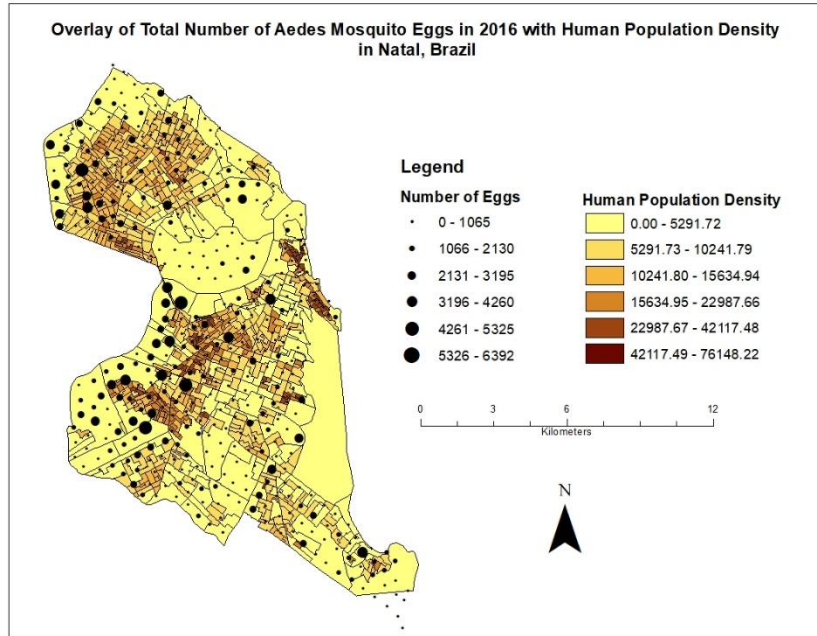 Overlay of Total Number of Aedes Mosquito Eggs in 2016 with Human Population Density
in Natal, Brazil
Legend
Number of Eggs
0 - 1065
1066 - 2130
2131 - 3195
3196 - 4260
4261 - 5325
5326 - 6392
Human Population Density
0.00 - 5291.72
5291.73 - 10241.79
10241.80 - 15634.94
15634.95 - 22987.66
22987.67 - 42117.48
42117.49 - 76148.22
0 3 6 9 12
Kilometers
N